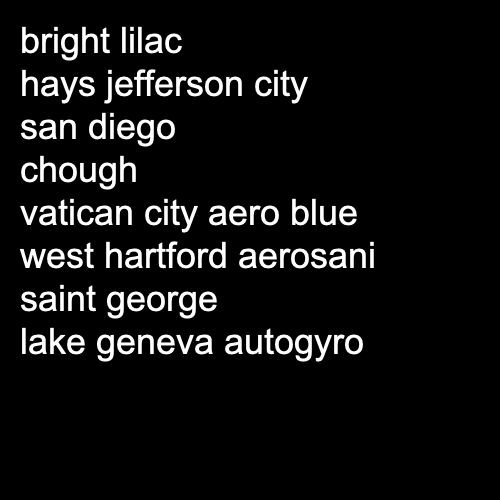 bright lilac
hays jefferson city
san diego
chough
vatican city aero blue
west hartford aerosani
saint george
lake geneva autogyro